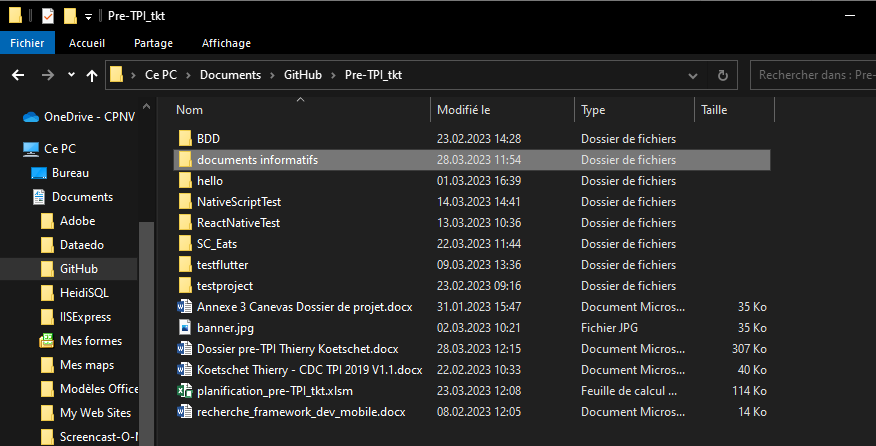 Pre-TPI_tkt
Fichier Accueil Partage Affichage
Ce PC Documents GitHub Pre-TPI_tkt Rechercher dans : Pre-
Nom Modifié le Type Taille
OneDrive - CPNV
Ce PC
Bureau
Documents
Adobe
Dataedo
GitHub
HeidiSQL
IISExpress
Mes formes
Mes maps
Modèles Office
My Web Sites
Screencast-O-M
BDD 23.02.2023 14:28 Dossier de fichiers
documents informatifs 28.03.2023 11:54 Dossier de fichiers
hello 01.03.2023 16:39 Dossier de fichiers
NativeScriptTest 14.03.2023 14:41 Dossier de fichiers
ReactNativeTest 13.03.2023 10:36 Dossier de fichiers
SC_Eats 22.03.2023 11:44 Dossier de fichiers
testflutter 09.03.2023 13:36 Dossier de fichiers
testproject 23.02.2023 09:16 Dossier de fichiers
Annexe 3 Canevas Dossier de projet.docx 31.01.2023 15:47 Document Micros... 35 Ko
banner.jpg 02.03.2023 10:21 Fichier JPG 35 Ko
Dossier pre-TPI Thierry Koetschet.docx 28.03.2023 12:15 Document Micros... 307 Ko
Koetschet Thierry - CDC TPI 2019 V1.1.docx 22.02.2023 10:33 Document Micros... 40 Ko
planification_pre-TPI_tkt.xlsm 23.03.2023 12:08 Feuille de calcul ... 114 Ko
recherche_framework_dev_mobile.docx 08.02.2023 12:05 Document Micros... 14 Ko